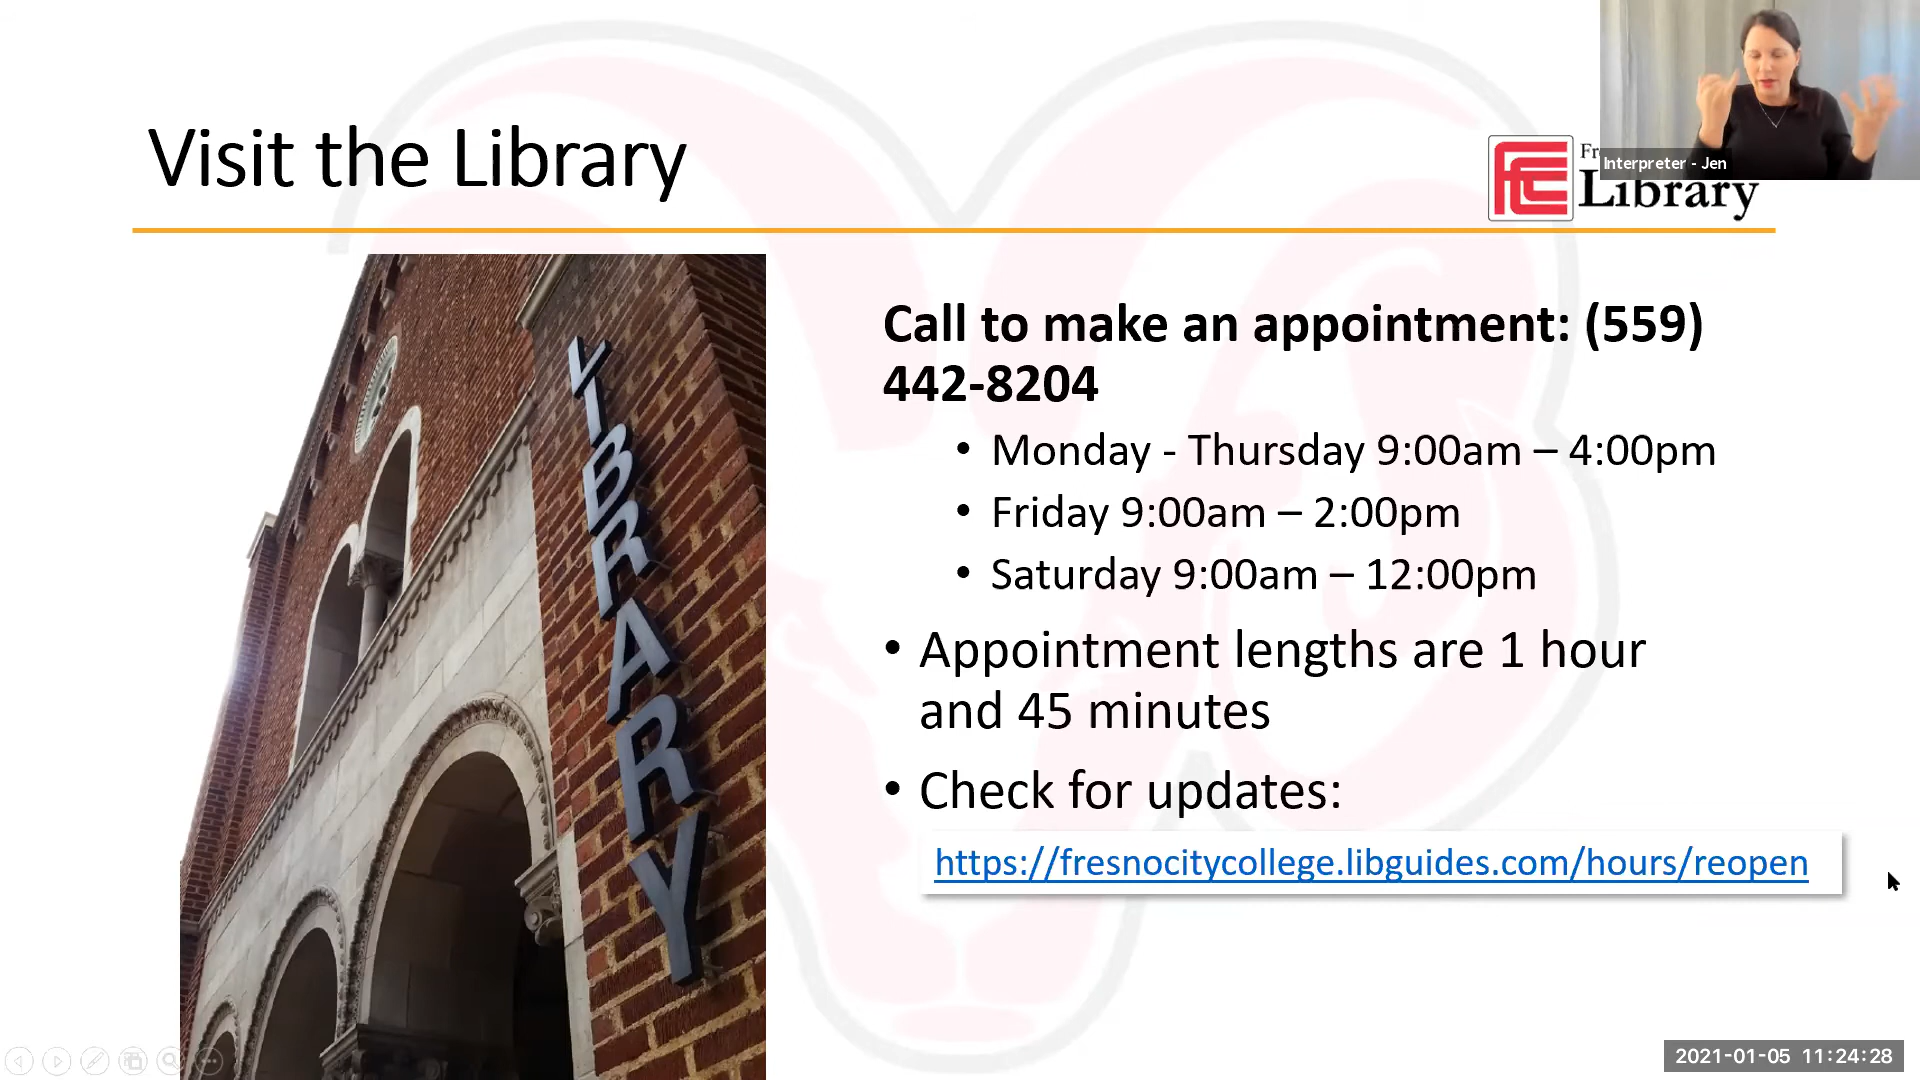 Visit the Library
Interpreter - Jen
Library
LIBRARY
Call to make an appointment: (559)
442-8204
• Monday - Thursday 9:00am – 4:00pm
• Friday 9:00am – 2:00pm
• Saturday 9:00am – 12:00pm
• Appointment lengths are 1 hour
and 45 minutes
• Check for updates:
https://fresnocitycollege.libguides.com/hours/reopen
2021-01-05 11:24:28